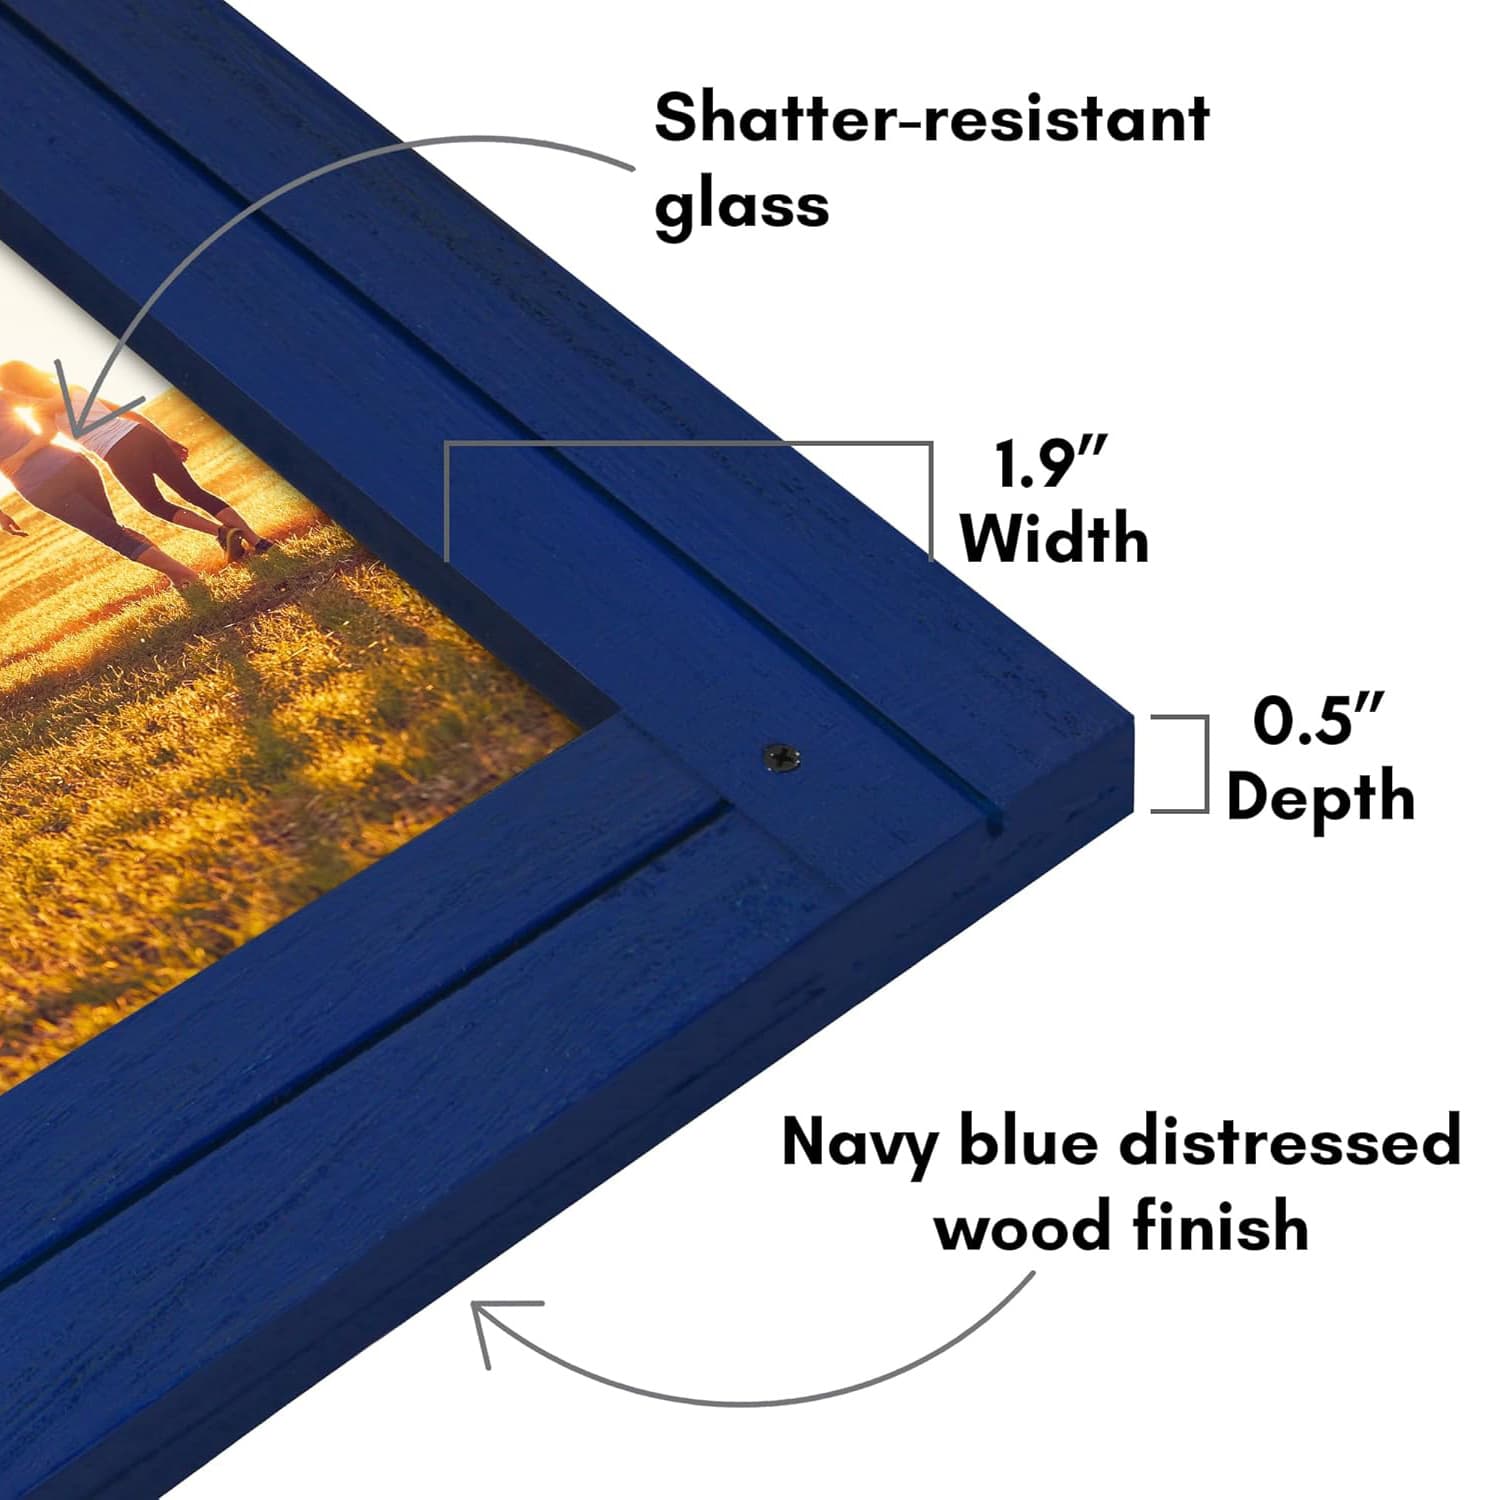 Shatter-resistant
glass
1.9"
Width
0.5"
Depth
Navy blue distressed
wood finish